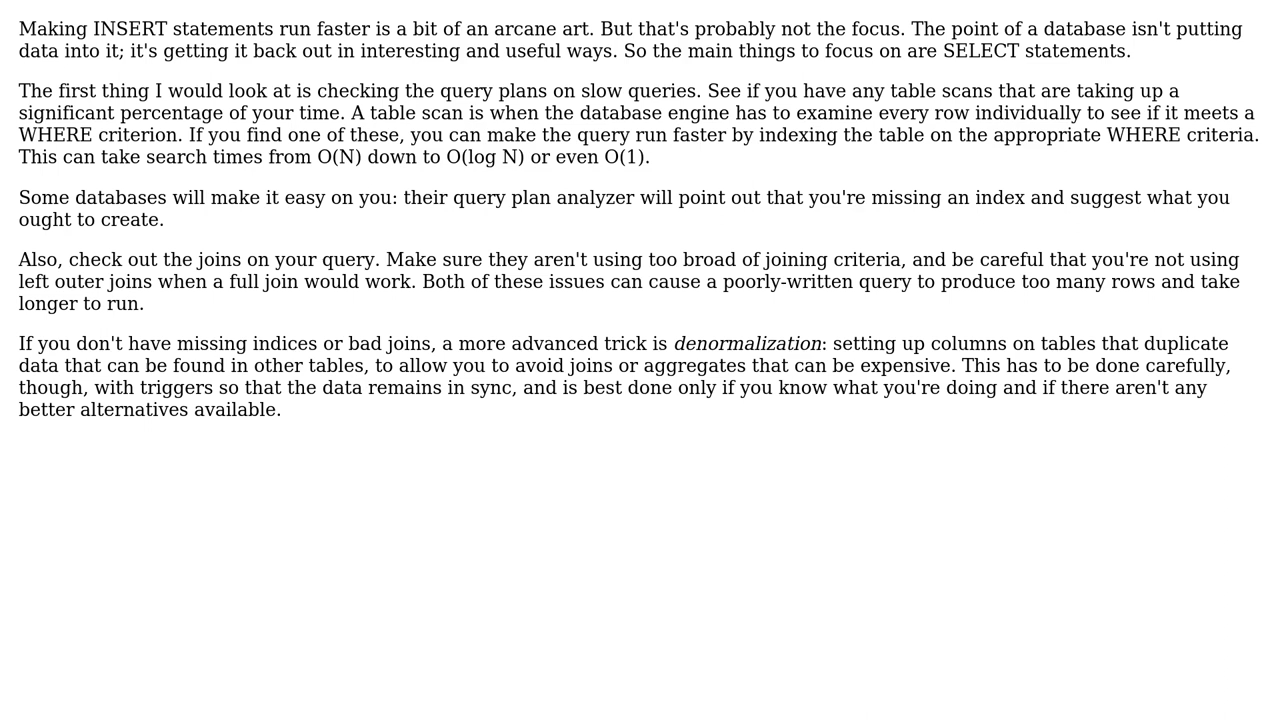 Making INSERT statements run faster is a bit of an arcane art. But that's probably not the focus. The point of a database isn't putting
data into it; it's getting it back out in interesting and useful ways. So the main things to focus on are SELECT statements.
The first thing I would look at is checking the query plans on slow queries. See if you have any table scans that are taking up a
significant percentage of your time. A table scan is when the database engine has to examine every row individually to see if it meets a
WHERE criterion. If you find one of these, you can make the query run faster by indexing the table on the appropriate WHERE criteria.
This can take search times from O(N) down to O(log N) or even O(1).
Some databases will make it easy on you: their query plan analyzer will point out that you're missing an index and suggest what you
ought to create.
Also, check out the joins on your query. Make sure they aren't using too broad of joining criteria, and be careful that you're not using
left outer joins when a full join would work. Both of these issues can cause a poorly-written query to produce too many rows and take
longer to run.
If you don't have missing indices or bad joins, a more advanced trick is denormalization: setting up columns on tables that duplicate
data that can be found in other tables, to allow you to avoid joins or aggregates that can be expensive. This has to be done carefully,
though, with triggers so that the data remains in sync, and is best done only if you know what you're doing and if there aren't any
better alternatives available.